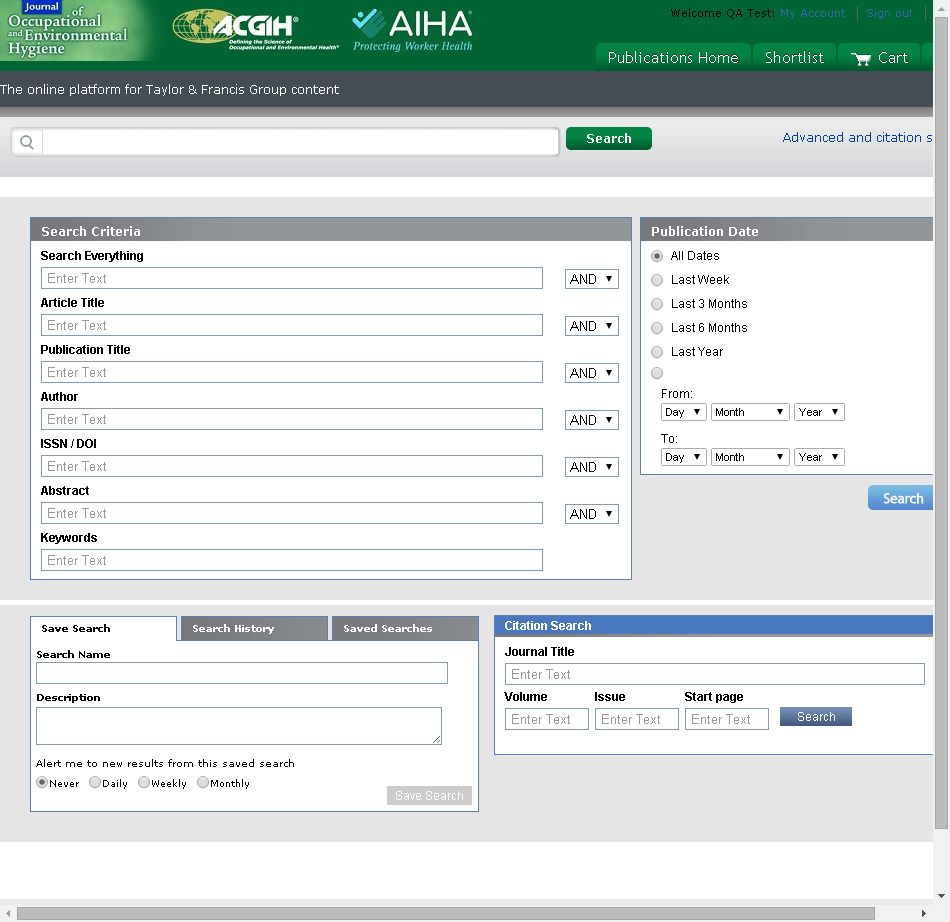 Journal
of
Occupational
and Environmental
Hygiene
ACGIH®
Defining the Science of
Occupational and Environmental Health®
AIHA®
Protecting Worker Health
Welcome QA Test: My Account Sign out
Publications Home Shortlist Cart
The online platform for Taylor & Francis Group content
Search Advanced and citation s
Search Criteria
Search Everything
Enter Text AND
Article Title
Enter Text AND
Publication Title
Enter Text AND
Author
Enter Text AND
ISSN / DOI
Enter Text AND
Abstract
Enter Text AND
Keywords
Enter Text
Publication Date
All Dates
Last Week
Last 3 Months
Last 6 Months
Last Year
From:
Day Month Year
To:
Day Month Year
Search
Save Search Search History Saved Searches
Search Name
Description
Alert me to new results from this saved search
Never Daily Weekly Monthly
Save Search
Citation Search
Journal Title
Enter Text
Volume Issue Start page
Enter Text Enter Text Enter Text Search